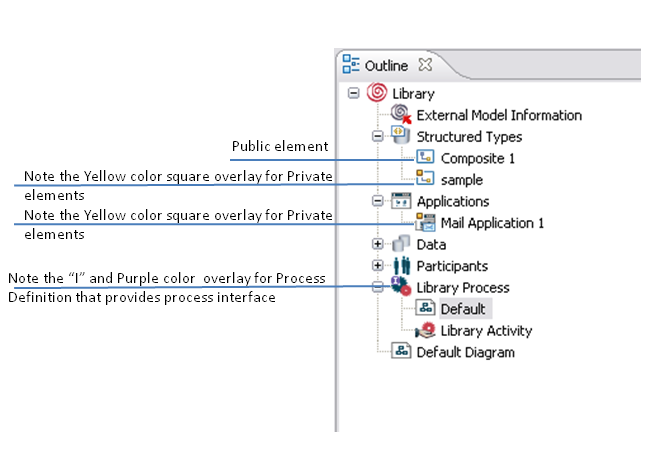 Outline
Library
External Model Information
Structured Types
Public element
Composite 1
Note the Yellow color square overlay for Private
elements
sample
Applications
Note the Yellow color square overlay for Private
elements
Mail Application 1
Data
Participants
Note the “I” and Purple color overlay for Process
Definition that provides process interface
Library Process
Default
Library Activity
Default Diagram